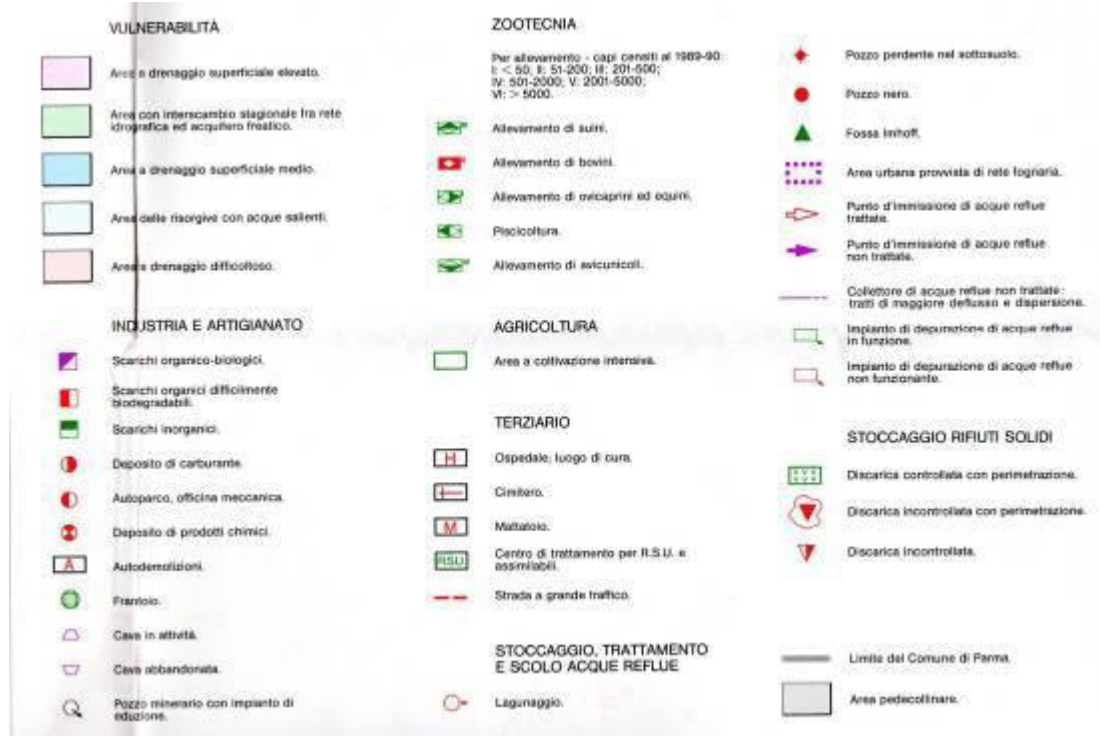 VULNERABILITÀ
Area a drenaggio superficiale elevato.
Area con interscambio stagionale fra rete
idrografica ed acquifero freatico.
Area a drenaggio superficiale medio.
Area delle risorgive con acque salienti.
Area a drenaggio difficoltoso.
INDUSTRIA E ARTIGIANATO
Scarichi organico-biologici.
Scarichi organici difficilmente
biodegradabili.
Scarichi inorganici.
Deposito di carburante.
Autoparco, officina meccanica.
Deposito di prodotti chimici.
A
Autodemolizioni.
Frantoio.
Cava in attività.
Cava abbandonata.
Pozzo minerario con impianto di
eduzione.
ZOOTECNIA
Per allevamento - capi censiti al 1989-90:
I: < 50; II: 51-200; III: 201-500;
IV: 501-2000; V: 2001-5000;
VI: > 5000.
Allevamento di suini.
Allevamento di bovini.
Allevamento di ovicaprini ed equini.
Piscicoltura.
Allevamento di avicunicoli.
AGRICOLTURA
Area a coltivazione intensiva.
TERZIARIO
H
Ospedale; luogo di cura.
Cimitero.
M
Mattatoio.
R.S.U.
Centro di trattamento per R.S.U. e
assimilabili.
Strada a grande traffico.
STOCCAGGIO, TRATTAMENTO
E SCOLO ACQUE REFLUE
Lagunaggio.
Pozzo perdente nel sottosuolo.
Pozzo nero.
Fossa Imhoff.
Area urbana provvista di rete fognaria.
Punto d'immissione di acque reflue
trattate.
Punto d'immissione di acque reflue
non trattate.
Collettore di acque reflue non trattate:
tratti di maggiore deflusso e dispersione.
Impianto di depurazione di acque reflue
in funzione.
Impianto di depurazione di acque reflue
non funzionante.
STOCCAGGIO RIFIUTI SOLIDI
Discarica controllata con perimetrazione.
Discarica incontrollata con perimetrazione.
Discarica incontrollata.
Limite del Comune di Parma.
Area pedecollinare.